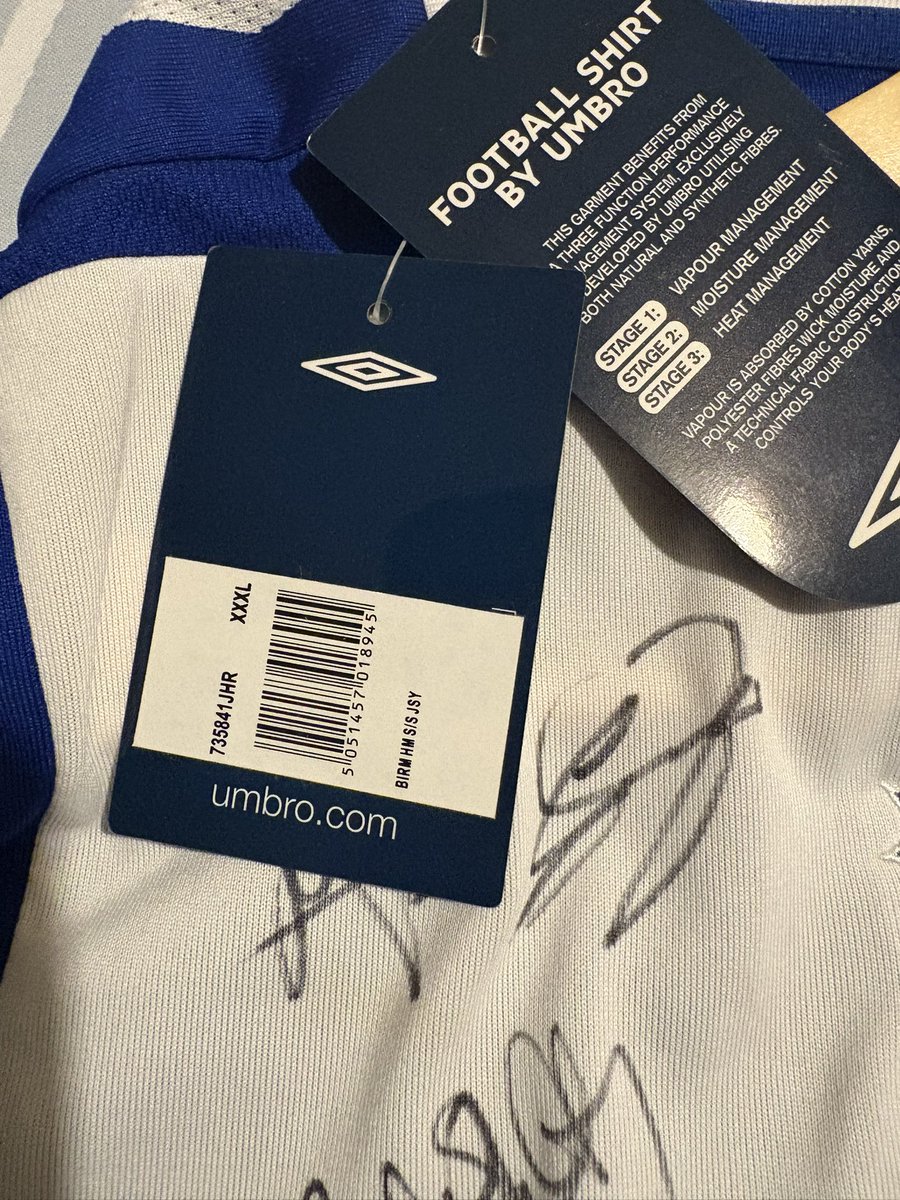 FOOTBALL SHIRT
BY UMBRO
THIS GARMENT BENEFITS FROM
A THREE FUNCTION PERFORMANCE
MANAGEMENT SYSTEM. EXCLUSIVELY
DEVELOPED BY UMBRO UTILISING
BOTH NATURAL AND SYNTHETIC FIBRES.
STAGE 1: VAPOUR MANAGEMENT
STAGE 2: MOISTURE MANAGEMENT
STAGE 3: HEAT MANAGEMENT
VAPOUR IS ABSORBED BY COTTON YARNS,
POLYESTER FIBRES WICK MOISTURE AND
A TECHNICAL FABRIC CONSTRUCTION
CONTROLS YOUR BODY'S HEAT
735841JHR XXXL
5 051457 018945
BIRM HM S/S JSY
umbro.com